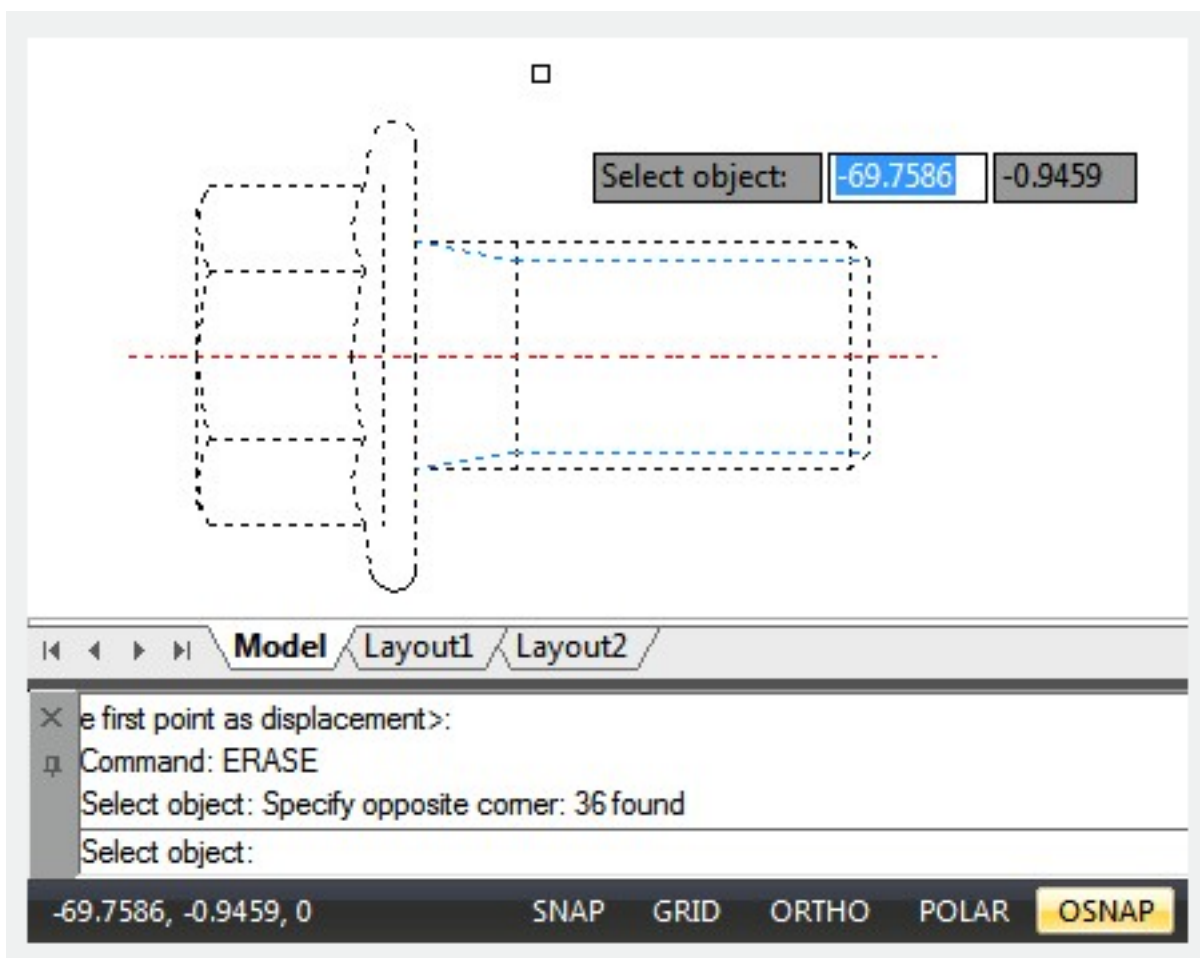 Select object: -69.7586 -0.9459
Model Layout1 Layout2
e first point as displacement>:
Command: ERASE
Select object: Specify opposite corner: 36 found
Select object:
-69.7586, -0.9459, 0 SNAP GRID ORTHO POLAR OSNAP